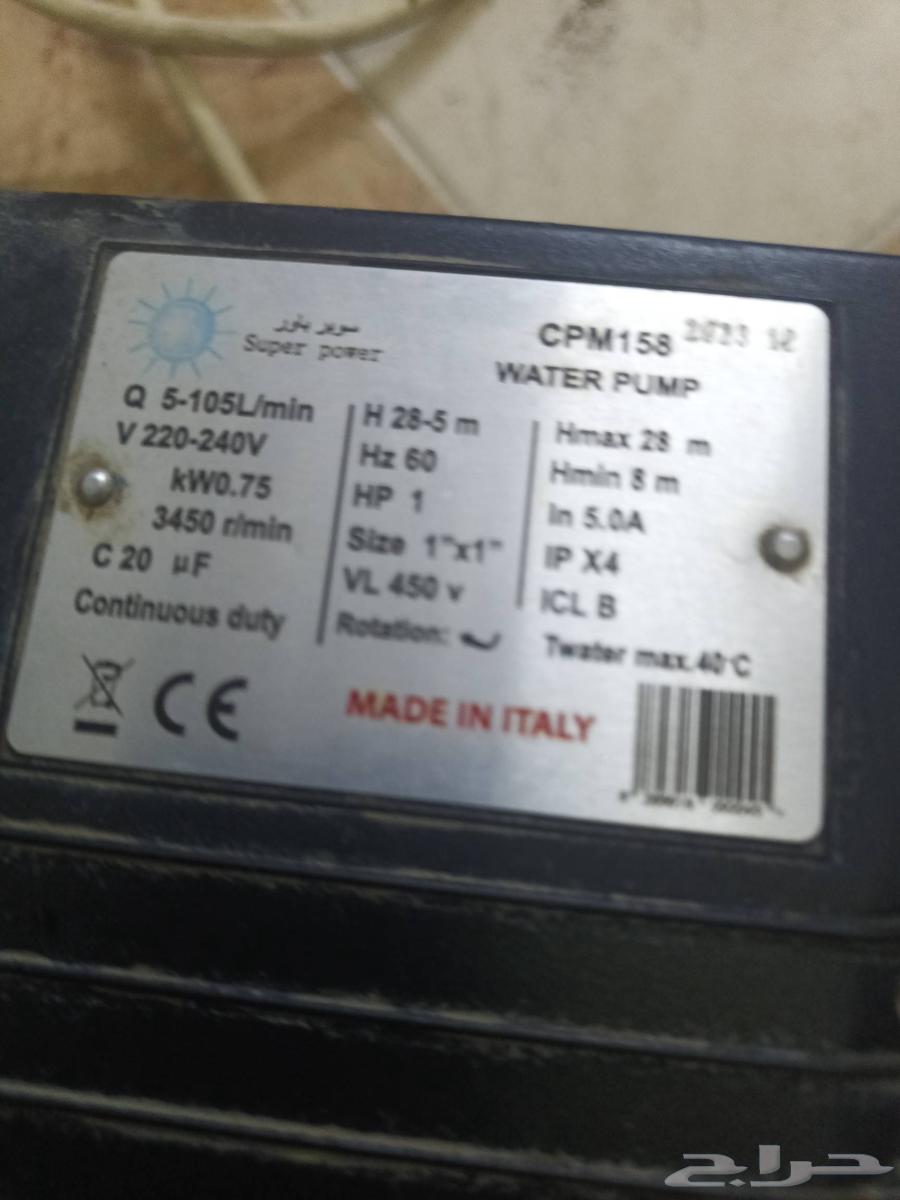 سوبر باور
Super power
CPM158 2023 12
WATER PUMP
Q 5-105L/min
V 220-240V
kW0.75
3450 r/min
C 20 µF
Continuous duty
H 28-5 m
Hz 60
HP 1
Size 1"x1"
VL 450 v
Rotation:
Hmax 28 m
Hmin 8 m
In 5.0A
IP X4
ICL B
Twater max.40°C
CE
MADE IN ITALY
حراج